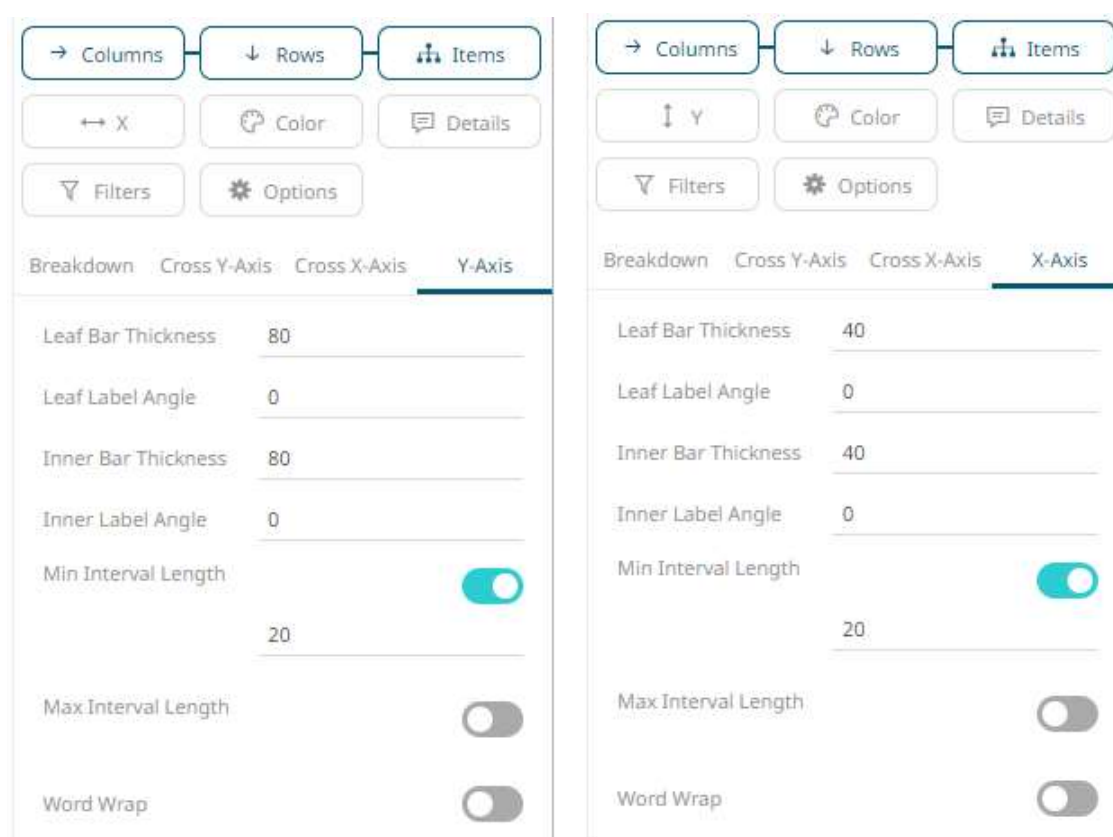 → Columns ↓ Rows Items
↔ X Color Details
Filters Options
Breakdown Cross Y-Axis Cross X-Axis Y-Axis
Leaf Bar Thickness 80
Leaf Label Angle 0
Inner Bar Thickness 80
Inner Label Angle 0
Min Interval Length
20
Max Interval Length
Word Wrap
→ Columns ↓ Rows Items
↕ Y Color Details
Filters Options
Breakdown Cross Y-Axis Cross X-Axis X-Axis
Leaf Bar Thickness 40
Leaf Label Angle 0
Inner Bar Thickness 40
Inner Label Angle 0
Min Interval Length
20
Max Interval Length
Word Wrap